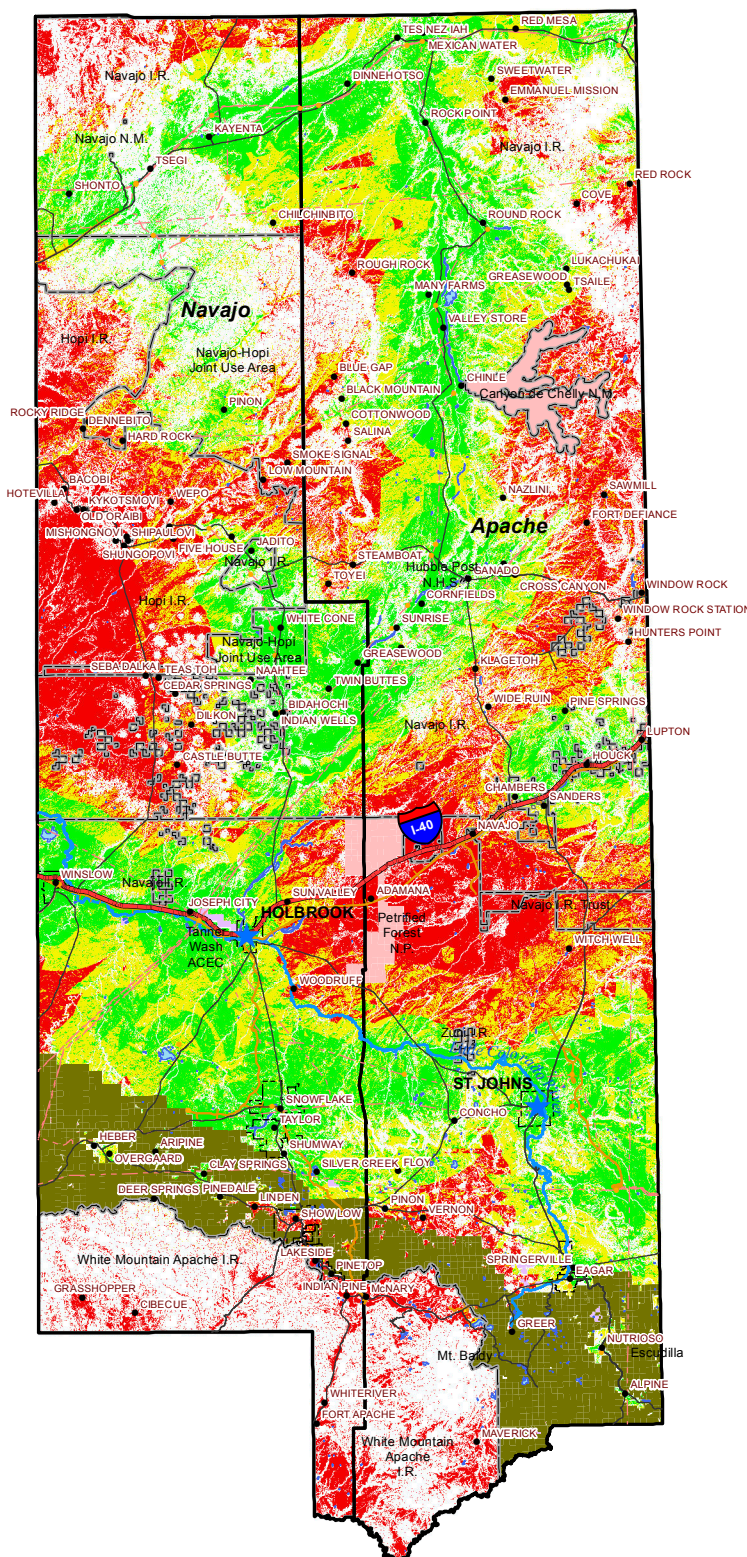 RED MESA
TES NEZ IAH
MEXICAN WATER
Navajo I.R.
DINNEHOTSO
SWEETWATER
EMMANUEL MISSION
Navajo N.M.
KAYENTA
ROCK POINT
Navajo I.R.
TSEGI
RED ROCK
SHONTO
COVE
CHILCHINBITO
ROUND ROCK
ROUGH ROCK
LUKACHUKAI
GREASEWOOD
TSAILE
MANY FARMS
Navajo
VALLEY STORE
Hopi I.R.
Navajo-Hopi
Joint Use Area
BLUE GAP
CHINLE
Canyon de Chelly N.M.
BLACK MOUNTAIN
PINON
ROCKY RIDGE
DENNEBITO
COTTONWOOD
HARD ROCK
SALINA
SMOKE SIGNAL
LOW MOUNTAIN
BACOBI
HOTEVILLA
KYKOTSMOVI
WEPO
NAZLINI
SAWMILL
OLD ORAIBI
Apache
FORT DEFIANCE
MISHONGNOVI
SHIPAULOVI
SHUNGOPOVI
FIVE HOUSE
JADITO
Navajo I.R.
STEAMBOAT
Hubble Post
N.H.S.
GANADO
TOYEI
CROSS CANYON
WINDOW ROCK
Hopi I.R.
CORNFIELDS
WINDOW ROCK STATION
WHITE CONE
SUNRISE
HUNTERS POINT
Navajo-Hopi
Joint Use Area
GREASEWOOD
KLAGETOH
SEBA DALKAI
TEAS TOH
NAAHTEE
CEDAR SPRINGS
TWIN BUTTES
BIDAHOCHI
WIDE RUIN
PINE SPRINGS
DILKON
INDIAN WELLS
Navajo I.R.
LUPTON
CASTLE BUTTE
HOUCK
CHAMBERS
SANDERS
I-40
NAVAJO
WINSLOW
Navajo I.R.
JOSEPH CITY
SUN VALLEY
ADAMANA
HOLBROOK
Navajo I.R. Trust
Petrified
Forest
N.P.
Tanner
Wash
ACEC
WITCH WELL
WOODRUFF
Zuni I.R.
ST JOHNS
SNOWFLAKE
CONCHO
TAYLOR
HEBER
ARIPINE
SHUMWAY
OVERGAARD
CLAY SPRINGS
SILVER CREEK
FLOY
DEER SPRINGS
PINEDALE
LINDEN
PINON
SHOW LOW
VERNON
White Mountain Apache I.R.
LAKESIDE
SPRINGERVILLE
PINETOP
EAGAR
GRASSHOPPER
INDIAN PINE
McNARY
CIBECUE
GREER
NUTRIOSO
Mt. Baldy
Escudilla
WHITERIVER
ALPINE
FORT APACHE
White Mountain
Apache
I.R.
MAVERICK